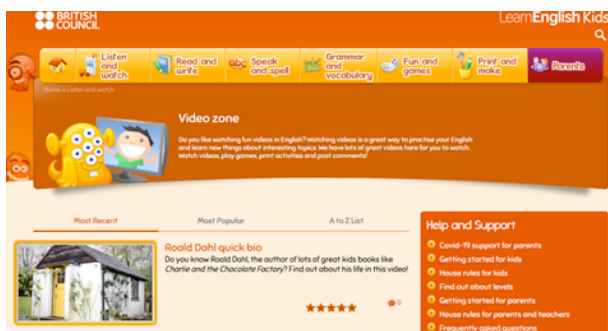 BRITISH
COUNCIL
LearnEnglish Kids
Listen
and
watch
Read and
write
abc
Speak
and spell
Grammar
and
vocabulary
Fun and
games
Print and
make
Parents
Home » Listen and watch
Video zone
Do you like watching fun videos in English? Watching videos is a great way to practise your English
and learn new things about interesting topics. We have lots of great videos here for you to watch.
Watch videos, play games, print activities and post comments!
Most Recent
Most Popular
A to Z List
Roald Dahl quick bio
Do you know Roald Dahl, the author of lots of great kids books like
Charlie and the Chocolate Factory? Find out about his life in this video!
0
Help and Support
Covid-19 support for parents
Getting started for kids
House rules for kids
Find out about levels
Getting started for parents
House rules for parents and teachers
Frequently asked questions